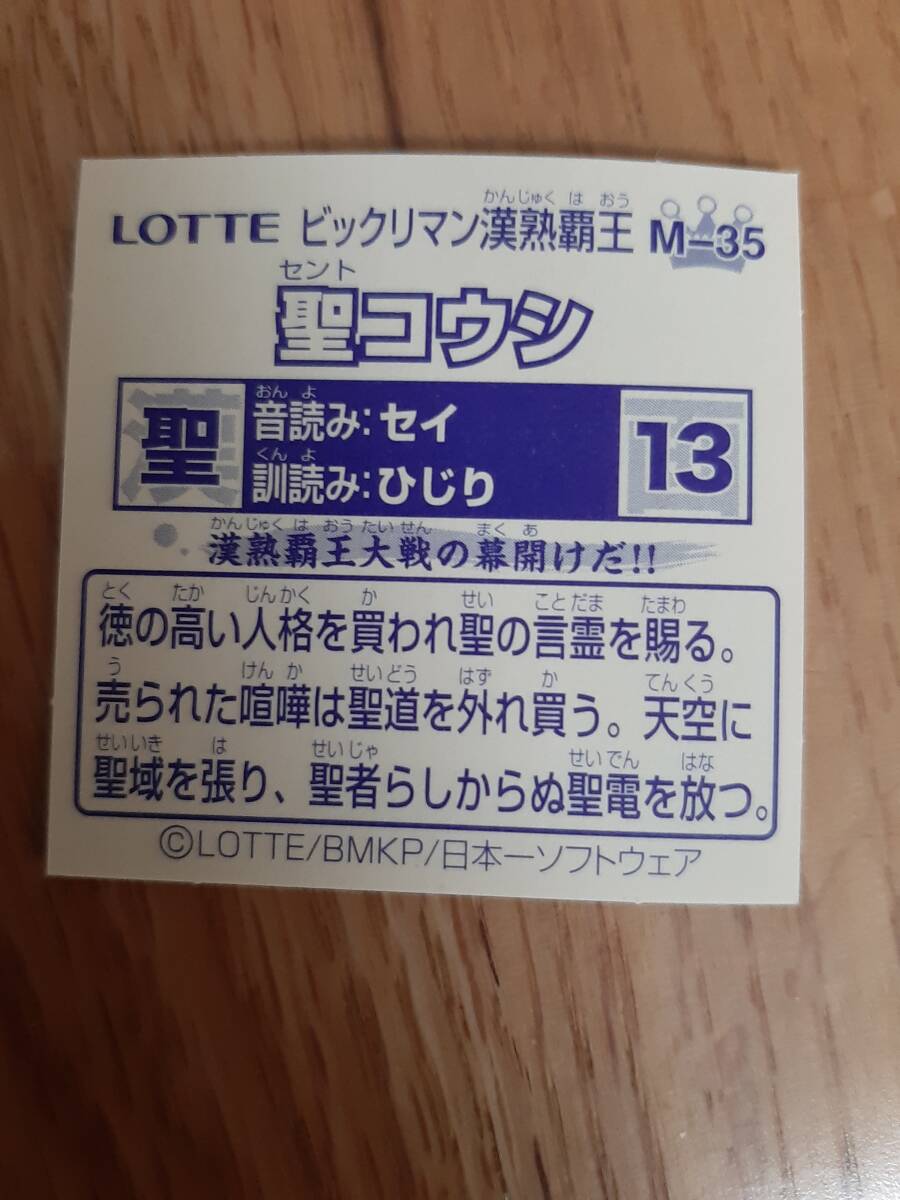 かんじゅく は おう
LOTTE ビックリマン漢熟覇王 M-35
セント
聖コウシ
おん よ
聖 音読み:セイ 13
くん よ
訓読み:ひじり
かんじゅく は おうたいせん まく あ
漢熟覇王大戦の幕開けだ!!
とく たか じんかく か せい ことだま たまわ
徳の高い人格を買われ聖の言霊を賜る。
う けん か せいどう はず か てんくう
売られた喧嘩は聖道を外れ買う。天空に
せいいき は せいじゃ せいでん はな
聖域を張り、聖者らしからぬ聖電を放つ。
©LOTTE/BMKP/日本一ソフトウェア